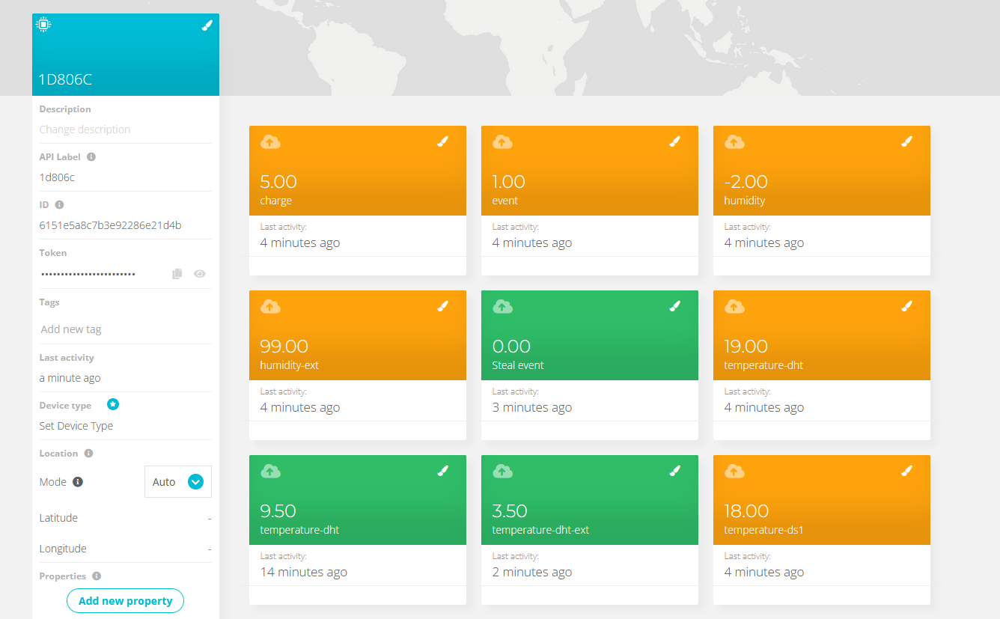 1D806C
Description
Change description
API Label
1d806c
ID
6151e5a8c7b3e92286e21d4b
Token
••••••••••••••••••••••••
Tags
Add new tag
Last activity
a minute ago
Device type
Set Device Type
Location
Mode
Auto
Latitude -
Longitude -
Properties
Add new property
5.00
charge
Last activity:
4 minutes ago
1.00
event
Last activity:
4 minutes ago
-2.00
humidity
Last activity:
4 minutes ago
99.00
humidity-ext
Last activity:
4 minutes ago
0.00
Steal event
Last activity:
3 minutes ago
19.00
temperature-dht
Last activity:
4 minutes ago
9.50
temperature-dht
Last activity:
14 minutes ago
3.50
temperature-dht-ext
Last activity:
2 minutes ago
18.00
temperature-ds1
Last activity:
4 minutes ago